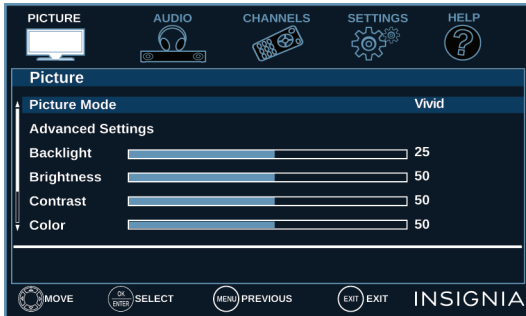 PICTURE AUDIO CHANNELS SETTINGS HELP
?
Picture
Picture Mode Vivid
Advanced Settings
Backlight 25
Brightness 50
Contrast 50
Color 50
MOVE OK ENTER SELECT MENU PREVIOUS EXIT EXIT INSIGNIA